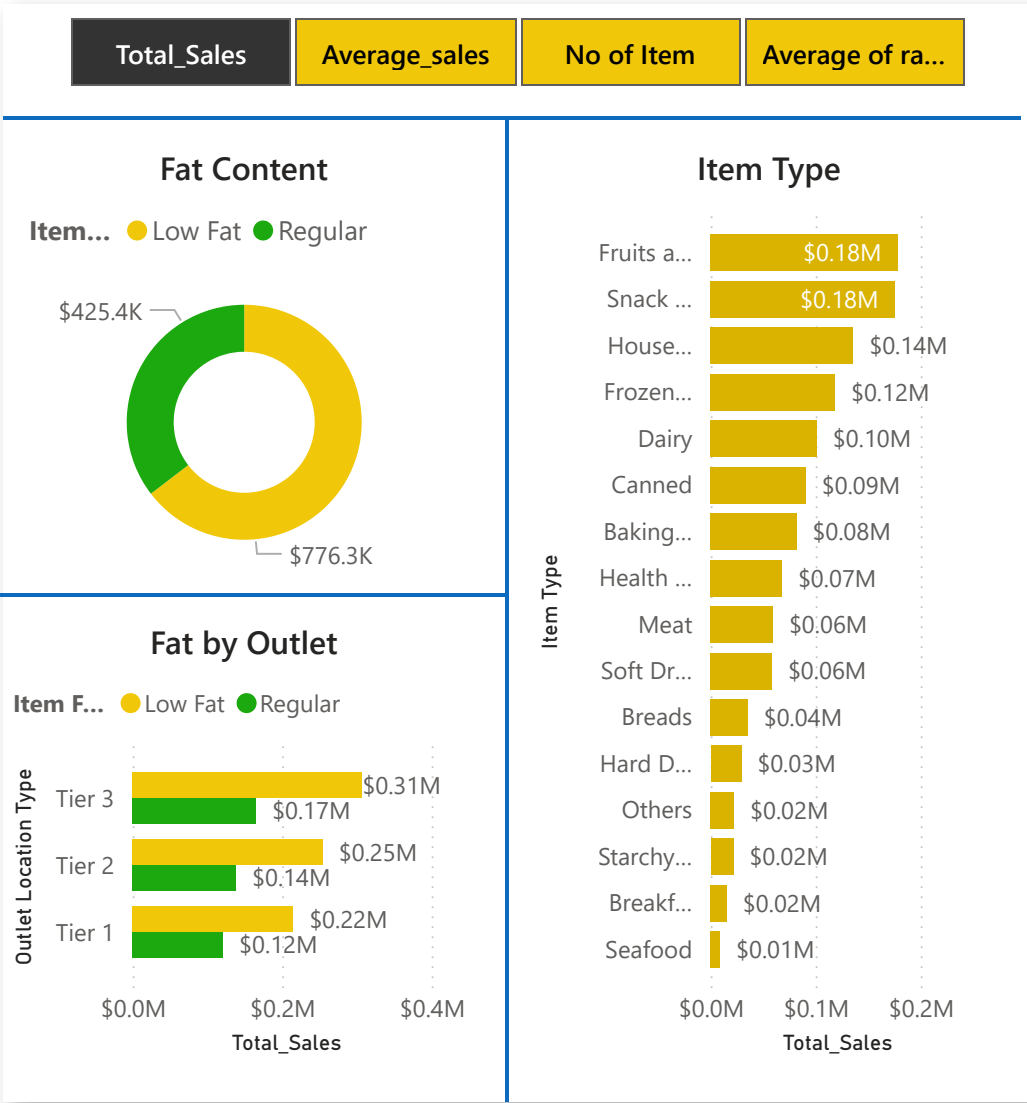 Total_Sales
Average_sales
No of Item
Average of ra...
Fat Content
Item... Low Fat Regular
$425.4K
$776.3K
Fat by Outlet
Item F... Low Fat Regular
Outlet Location Type
Tier 3 $0.31M
$0.17M
Tier 2 $0.25M
$0.14M
Tier 1 $0.22M
$0.12M
$0.0M $0.2M $0.4M
Total_Sales
Item Type
Item Type
Fruits a... $0.18M
Snack ... $0.18M
House... $0.14M
Frozen... $0.12M
Dairy $0.10M
Canned $0.09M
Baking... $0.08M
Health ... $0.07M
Meat $0.06M
Soft Dr... $0.06M
Breads $0.04M
Hard D... $0.03M
Others $0.02M
Starchy... $0.02M
Breakf... $0.02M
Seafood $0.01M
$0.0M $0.1M $0.2M
Total_Sales